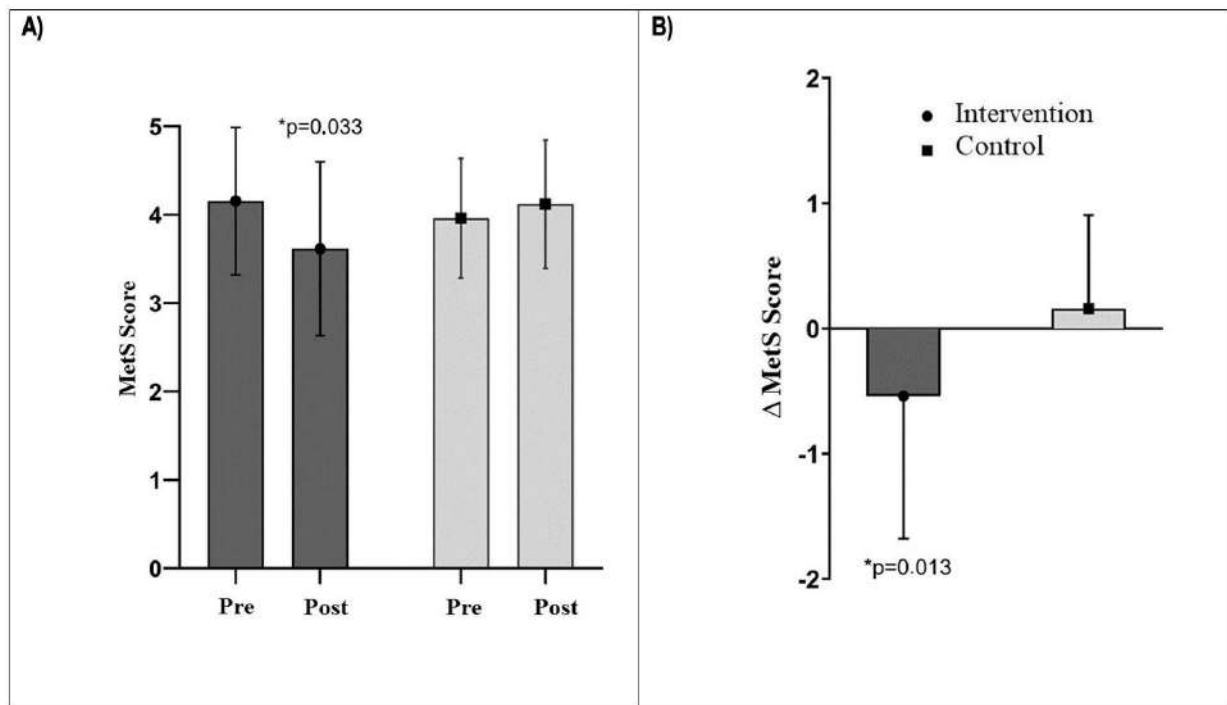 A)
*p=0.033
5
4
3
2
1
0
MetS Score
Pre Post Pre Post
B)
2
1
0
-1
-2
Δ MetS Score
Intervention
Control
*p=0.013